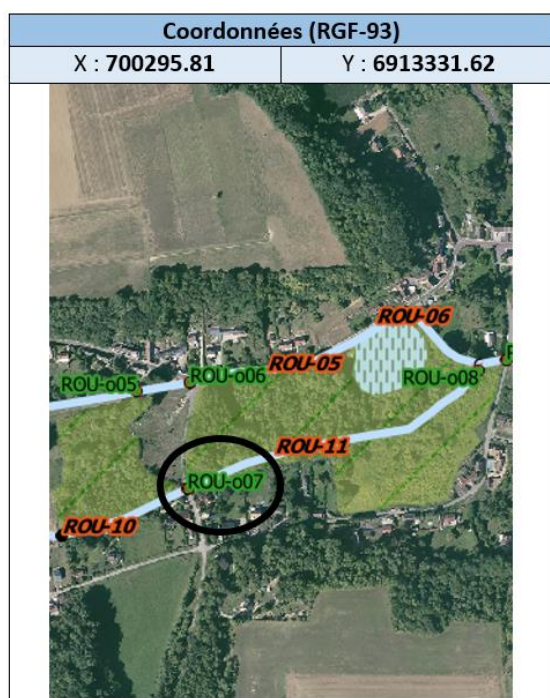 Coordonnées (RGF-93)
X : 700295.81 Y : 6913331.62
ROU-06
ROU-05
ROU-o08
ROU-o05 ROU-o06
ROU-11
ROU-o07
ROU-10